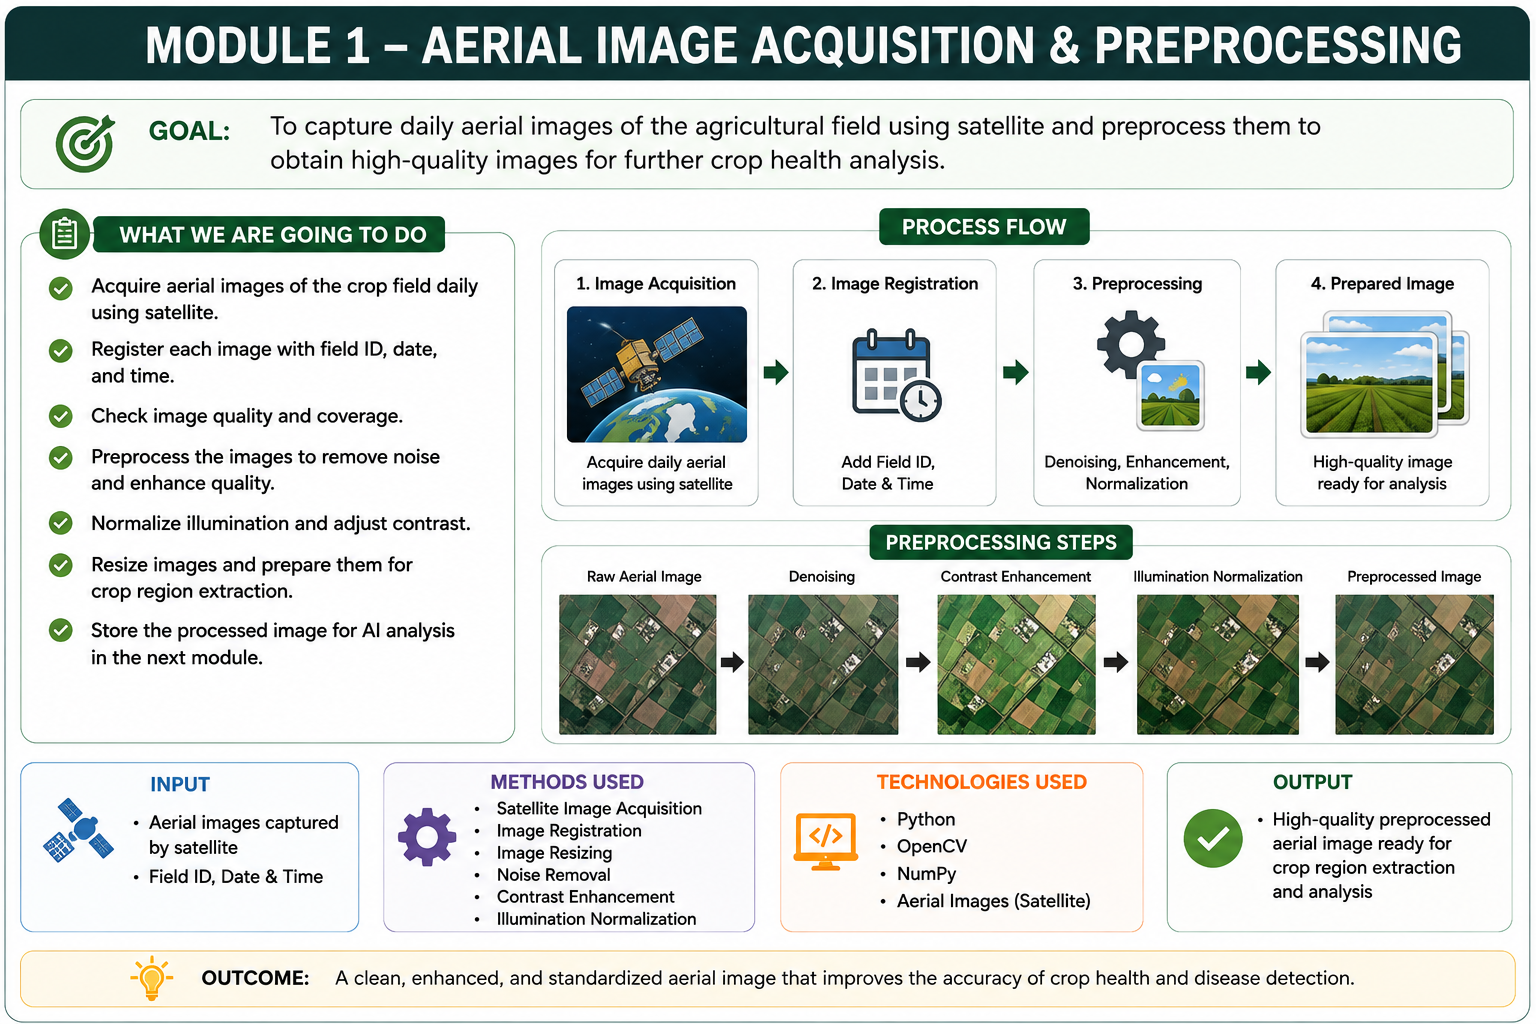 MODULE 1 – AERIAL IMAGE ACQUISITION & PREPROCESSING
GOAL:
To capture daily aerial images of the agricultural field using satellite and preprocess them to
obtain high-quality images for further crop health analysis.
WHAT WE ARE GOING TO DO
Acquire aerial images of the crop field daily
using satellite.
Register each image with field ID, date,
and time.
Check image quality and coverage.
Preprocess the images to remove noise
and enhance quality.
Normalize illumination and adjust contrast.
Resize images and prepare them for
crop region extraction.
Store the processed image for AI analysis
in the next module.
PROCESS FLOW
1. Image Acquisition
Acquire daily aerial
images using satellite
2. Image Registration
Add Field ID,
Date & Time
3. Preprocessing
Denoising, Enhancement,
Normalization
4. Prepared Image
High-quality image
ready for analysis
PREPROCESSING STEPS
Raw Aerial Image
Denoising
Contrast Enhancement
Illumination Normalization
Preprocessed Image
INPUT
• Aerial images captured
by satellite
• Field ID, Date & Time
METHODS USED
• Satellite Image Acquisition
• Image Registration
• Image Resizing
• Noise Removal
• Contrast Enhancement
• Illumination Normalization
TECHNOLOGIES USED
</>
• Python
• OpenCV
• NumPy
• Aerial Images (Satellite)
OUTPUT
• High-quality preprocessed
aerial image ready for
crop region extraction
and analysis
OUTCOME:
A clean, enhanced, and standardized aerial image that improves the accuracy of crop health and disease detection.